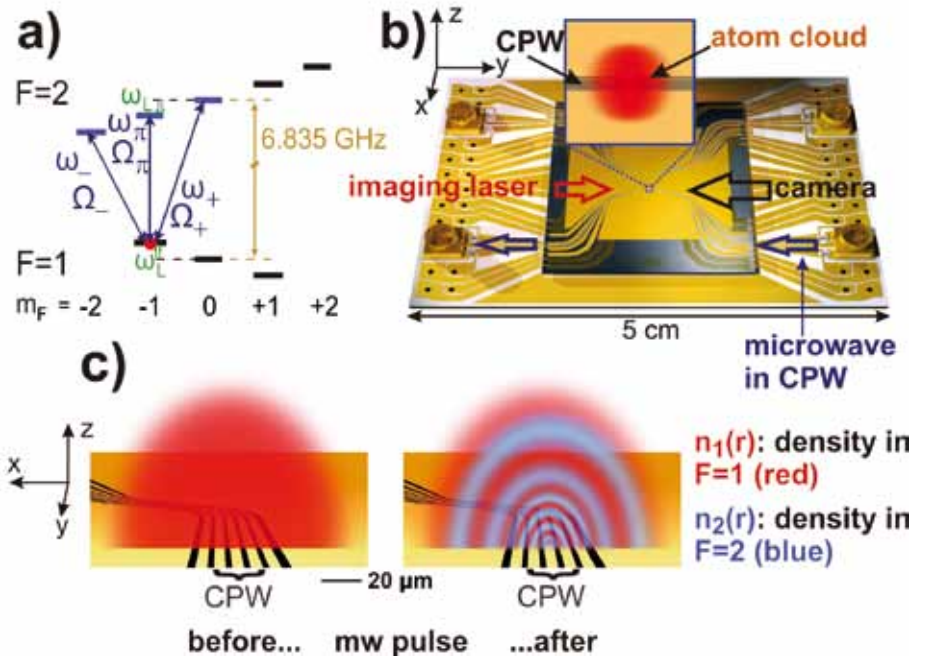 a)
F=2
ω_L
6.835 GHz
ω_- ω_π ω_+
Ω_- Ω_π Ω_+
F=1
ω_L
m_F = -2 -1 0 +1 +2
b)
z
y
x
CPW
atom cloud
imaging laser
camera
5 cm
microwave
in CPW
c)
z
x
y
n₁(r): density in
F=1 (red)
n₂(r): density in
F=2 (blue)
CPW
20 µm
CPW
before... mw pulse ...after